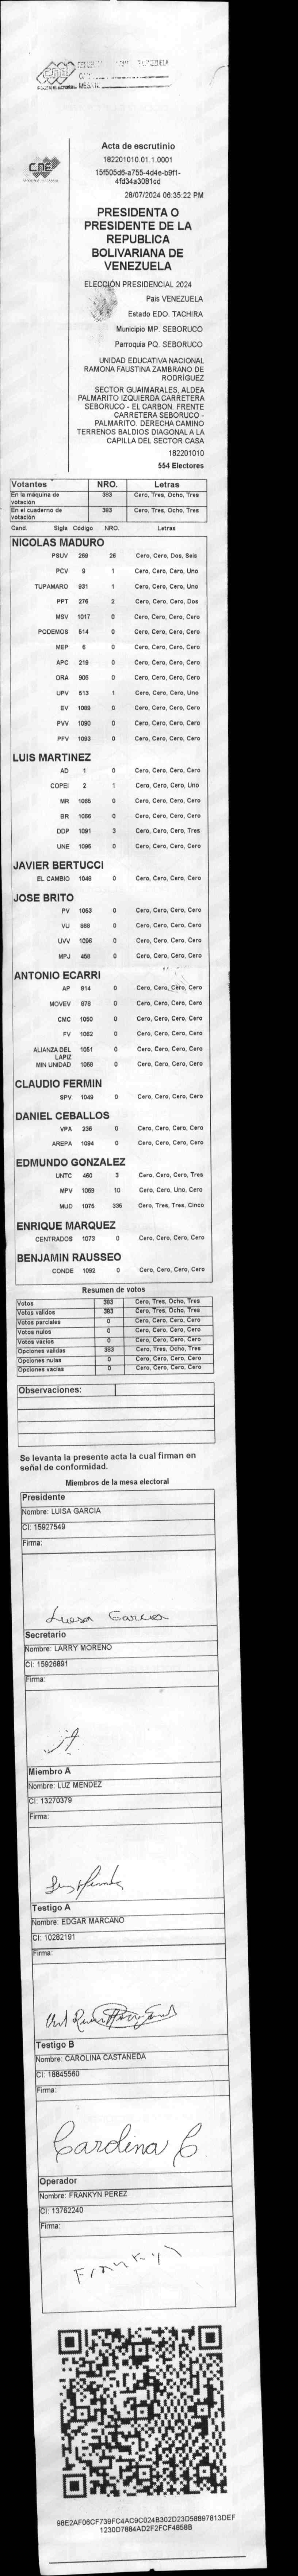 CNE
Acta de escrutinio
182201010.01.1.0001
15f505d6-a755-4d4e-b9f1-
4fd34a3081cd
28/07/2024 06:35:22 PM
PRESIDENTA O
PRESIDENTE DE LA
REPUBLICA
BOLIVARIANA DE
VENEZUELA
ELECCIÓN PRESIDENCIAL 2024
Pais VENEZUELA
Estado EDO. TACHIRA
Municipio MP. SEBORUCO
Parroquia PQ. SEBORUCO
UNIDAD EDUCATIVA NACIONAL
RAMONA FAUSTINA ZAMBRANO DE
RODRÍGUEZ
SECTOR GUAIMARALES, ALDEA
PALMARITO IZQUIERDA CARRETERA
SEBORUCO - EL CARBON. FRENTE
CARRETERA SEBORUCO -
PALMARITO. DERECHA CAMINO
TERRENOS BALDIOS DIAGONAL A LA
CAPILLA DEL SECTOR CASA
182201010
554 Electores
Votantes NRO. Letras
En la máquina de votación 383 Cero, Tres, Ocho, Tres
En el cuaderno de votación 383 Cero, Tres, Ocho, Tres
Cand. Sigla Código NRO. Letras
NICOLAS MADURO
PSUV 269 26 Cero, Cero, Dos, Seis
PCV 9 1 Cero, Cero, Cero, Uno
TUPAMARO 931 1 Cero, Cero, Cero, Uno
PPT 276 2 Cero, Cero, Cero, Dos
MSV 1017 0 Cero, Cero, Cero, Cero
PODEMOS 514 0 Cero, Cero, Cero, Cero
MEP 6 0 Cero, Cero, Cero, Cero
APC 219 0 Cero, Cero, Cero, Cero
ORA 906 0 Cero, Cero, Cero, Cero
UPV 613 1 Cero, Cero, Cero, Uno
EV 1089 0 Cero, Cero, Cero, Cero
PVV 1090 0 Cero, Cero, Cero, Cero
PFV 1093 0 Cero, Cero, Cero, Cero
LUIS MARTINEZ
AD 1 0 Cero, Cero, Cero, Cero
COPEI 2 1 Cero, Cero, Cero, Uno
MR 1065 0 Cero, Cero, Cero, Cero
BR 1066 0 Cero, Cero, Cero, Cero
DDP 1091 3 Cero, Cero, Cero, Tres
UNE 1095 0 Cero, Cero, Cero, Cero
JAVIER BERTUCCI
EL CAMBIO 1048 0 Cero, Cero, Cero, Cero
JOSE BRITO
PV 1053 0 Cero, Cero, Cero, Cero
VU 868 0 Cero, Cero, Cero, Cero
UVV 1096 0 Cero, Cero, Cero, Cero
MPJ 458 0 Cero, Cero, Cero, Cero
ANTONIO ECARRI
AP 814 0 Cero, Cero, Cero, Cero
MOVEV 878 0 Cero, Cero, Cero, Cero
CMC 1050 0 Cero, Cero, Cero, Cero
FV 1062 0 Cero, Cero, Cero, Cero
ALIANZA DEL LAPIZ 1051 0 Cero, Cero, Cero, Cero
MIN UNIDAD 1068 0 Cero, Cero, Cero, Cero
CLAUDIO FERMIN
SPV 1049 0 Cero, Cero, Cero, Cero
DANIEL CEBALLOS
VPA 236 0 Cero, Cero, Cero, Cero
AREPA 1094 0 Cero, Cero, Cero, Cero
EDMUNDO GONZALEZ
UNTC 460 3 Cero, Cero, Cero, Tres
MPV 1069 10 Cero, Cero, Uno, Cero
MUD 1075 335 Cero, Tres, Tres, Cinco
ENRIQUE MARQUEZ
CENTRADOS 1073 0 Cero, Cero, Cero, Cero
BENJAMIN RAUSSEO
CONDE 1092 0 Cero, Cero, Cero, Cero
Resumen de votos
Votos 383 Cero, Tres, Ocho, Tres
Votos validos 383 Cero, Tres, Ocho, Tres
Votos parciales 0 Cero, Cero, Cero, Cero
Votos nulos 0 Cero, Cero, Cero, Cero
Votos vacios 0 Cero, Cero, Cero, Cero
Opciones validas 383 Cero, Tres, Ocho, Tres
Opciones nulas 0 Cero, Cero, Cero, Cero
Opciones vacias 0 Cero, Cero, Cero, Cero
Observaciones:
Se levanta la presente acta la cual firman en
señal de conformidad.
Miembros de la mesa electoral
Presidente
Nombre: LUISA GARCIA
CI: 15927549
Firma:
Luisa Garcia
Secretario
Nombre: LARRY MORENO
CI: 15926891
Firma:
Miembro A
Nombre: LUZ MENDEZ
CI: 13270379
Firma:
Testigo A
Nombre: EDGAR MARCANO
CI: 10282191
Firma:
Testigo B
Nombre: CAROLINA CASTAÑEDA
CI: 18845560
Firma:
Carolina C
Operador
Nombre: FRANKYN PEREZ
CI: 13762240
Firma:
Frankyn
98E2AF06CF739FC4AC9C024B302D23D58897813DEF
1230D7884AD2F2FCF4858B